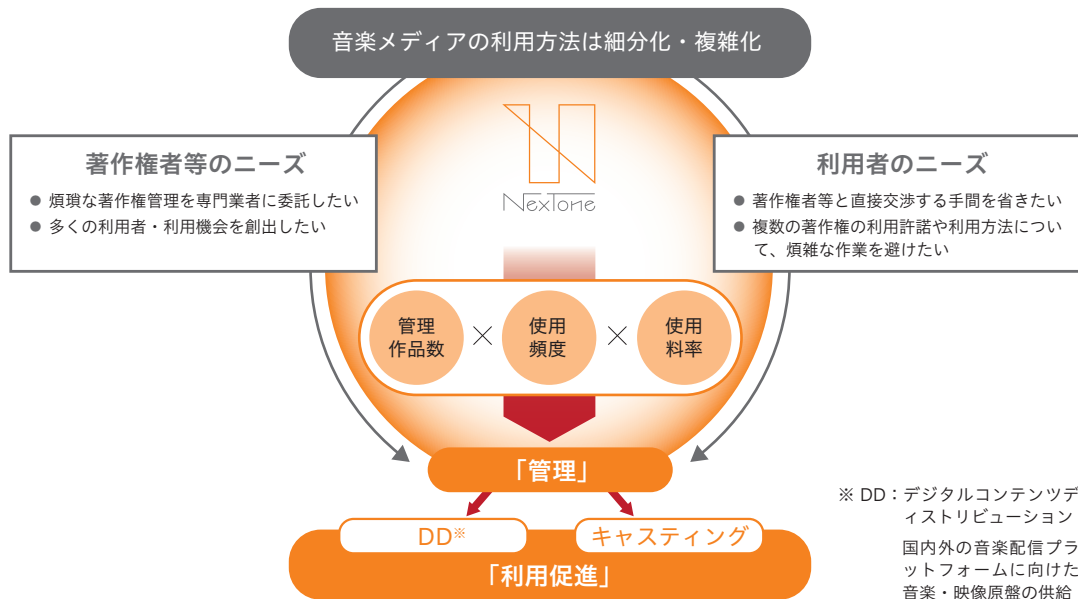 音楽メディアの利用方法は細分化・複雑化
NexTone
著作権者等のニーズ
● 煩瑣な著作権管理を専門業者に委託したい
● 多くの利用者・利用機会を創出したい
利用者のニーズ
● 著作権者等と直接交渉する手間を省きたい
● 複数の著作権の利用許諾や利用方法につい
て、煩雑な作業を避けたい
管理
作品数
×
使用
頻度
×
使用
料率
「管理」
DD※
キャスティング
「利用促進」
※ DD：デジタルコンテンツデ
ィストリビューション
国内外の音楽配信プラ
ットフォームに向けた
音楽・映像原盤の供給